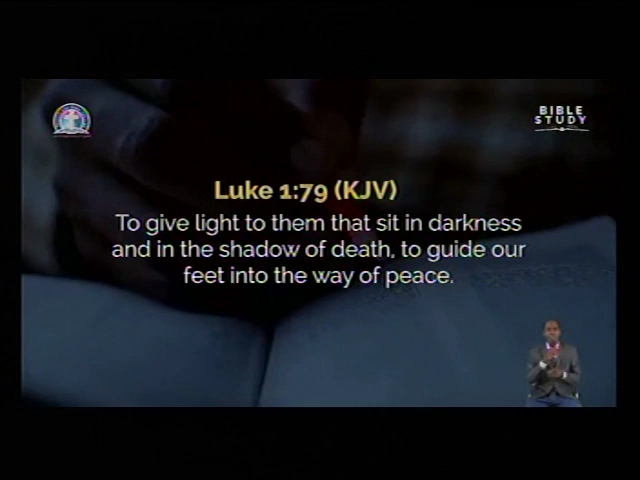 BIBLE
STUDY
Luke 1:79 (KJV)
To give light to them that sit in darkness
and in the shadow of death, to guide our
feet into the way of peace.